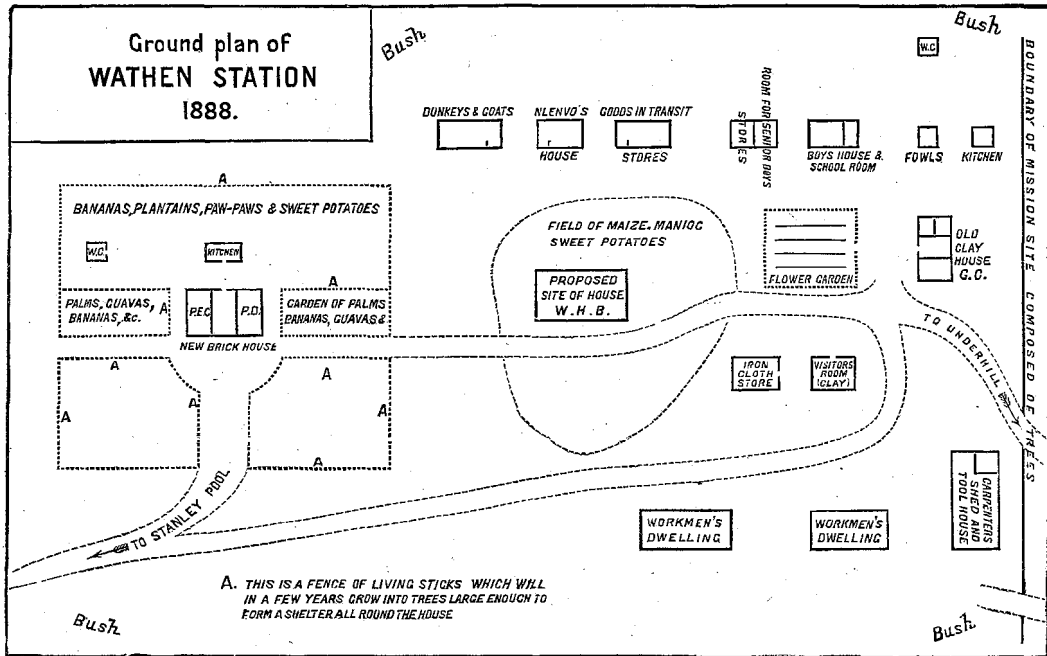 Ground plan of
WATHEN STATION
1888.
Bush
Bush
W.C
DUNKEYS & GOATS
NLENVO'S
HOUSE
GOODS IN TRANSIT
STORES
STORES
ROOM FOR SENIOR BOYS
BOYS HOUSE &
SCHOOL ROOM
FOWLS
KITCHEN
BOUNDARY OF MISSION SITE COMPOSED OF TREES
A
BANANAS, PLANTAINS, PAW-PAWS & SWEET POTATOES
W.C.
KITCHEN
A
PALMS, GUAVAS,
BANANAS, &c.
A
P.E.C
P.D.
GARDEN OF PALMS
BANANAS, GUAVAS &
NEW BRICK HOUSE
FIELD OF MAIZE. MANIOC
SWEET POTATOES
PROPOSED
SITE OF HOUSE
W.H.B.
FLOWER GARDEN
OLD
CLAY
HOUSE
G.C.
TO UNDERHILL
A
A
A
A
A
A
IRON
CLOTH
STORE
VISITORS
ROOM
(CLAY)
TO STANLEY POOL
WORKMEN'S
DWELLING
WORKMEN'S
DWELLING
CARPENTERS
SHED AND
TOOL HOUSE
A. THIS IS A FENCE OF LIVING STICKS WHICH WILL
IN A FEW YEARS GROW INTO TREES LARGE ENOUGH TO
FORM A SHELTER ALL ROUND THE HOUSE
Bush
Bush